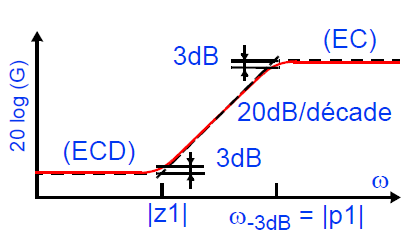 3dB
(EC)
20 log (G)
20dB/décade
(ECD)
3dB
ω
|z1|
ω-3dB = |p1|